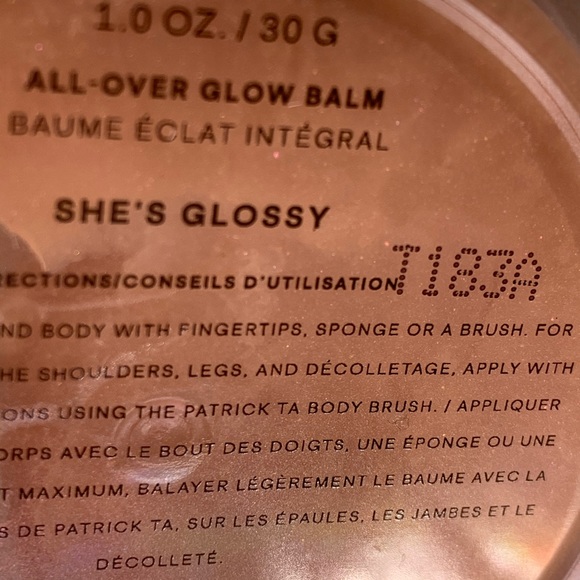 1.0 OZ. / 30 G
ALL-OVER GLOW BALM
BAUME ÉCLAT INTÉGRAL
SHE'S GLOSSY
RECTIONS/CONSEILS D'UTILISATION
T183A
ND BODY WITH FINGERTIPS, SPONGE OR A BRUSH. FOR
HE SHOULDERS, LEGS, AND DÉCOLLETAGE, APPLY WITH
ONS USING THE PATRICK TA BODY BRUSH. / APPLIQUER
ORPS AVEC LE BOUT DES DOIGTS, UNE ÉPONGE OU UNE
T MAXIMUM, BALAYER LÉGÈREMENT LE BAUME AVEC LA
S DE PATRICK TA, SUR LES ÉPAULES, LES JAMBES ET LE
DÉCOLLETÉ.